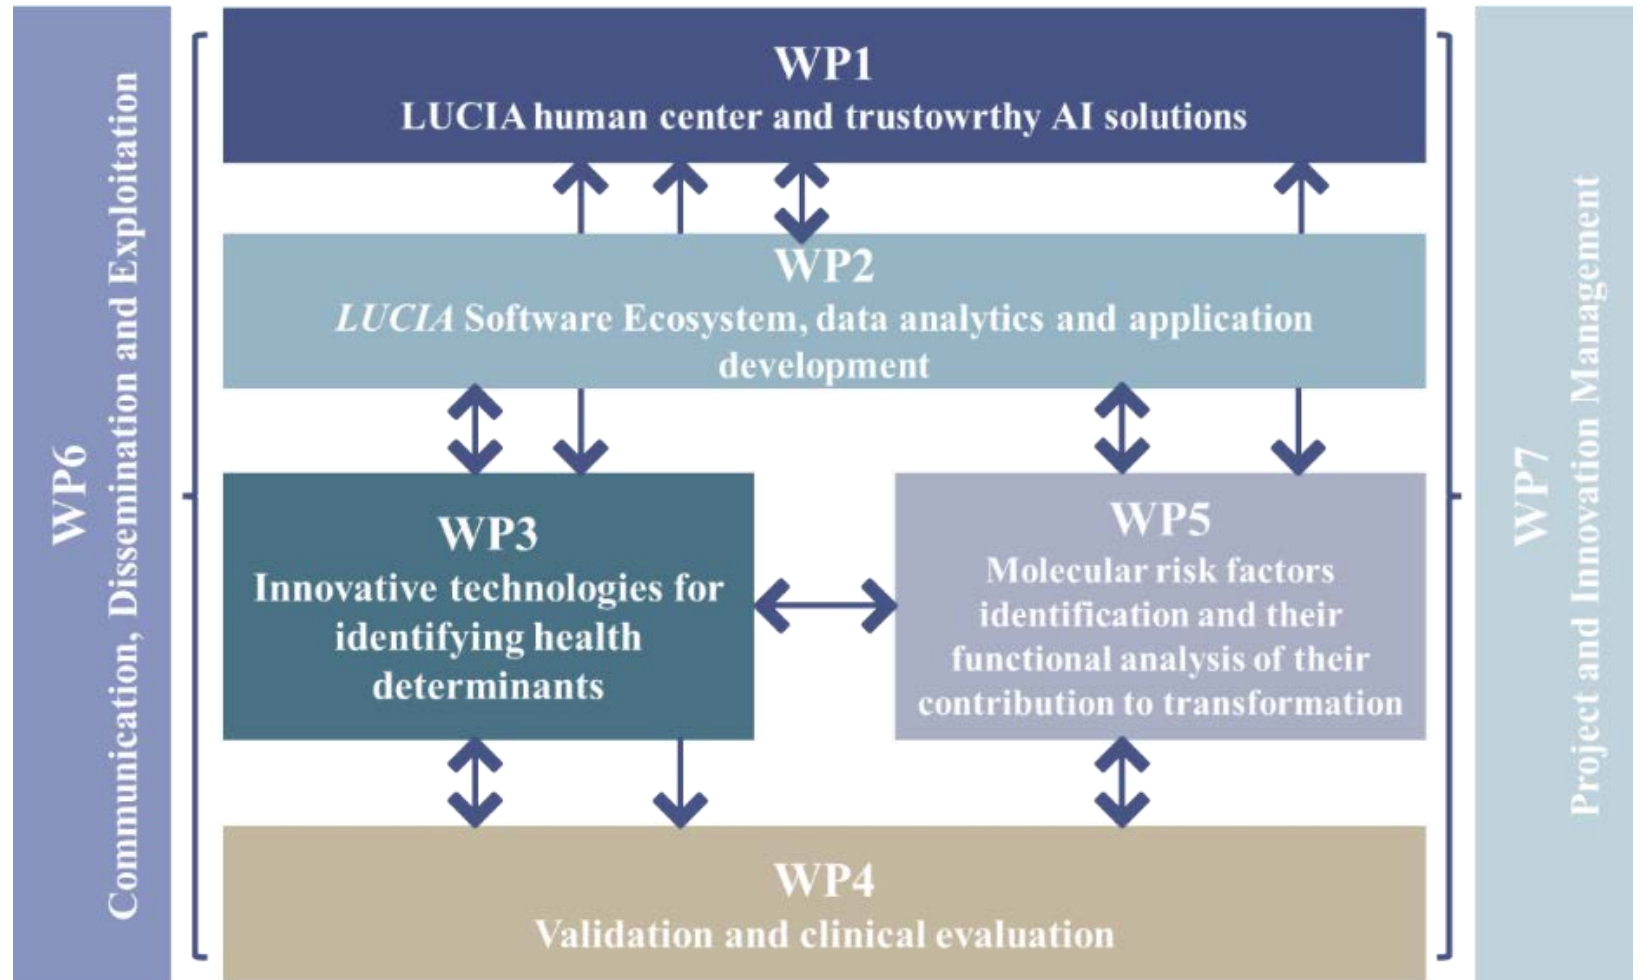 WP6
Communication, Dissemination and Exploitation
WP1
LUCIA human center and trustowrthy AI solutions
WP2
LUCIA Software Ecosystem, data analytics and application
development
WP3
Innovative technologies for
identifying health
determinants
WP5
Molecular risk factors
identification and their
functional analysis of their
contribution to transformation
WP4
Validation and clinical evaluation
WP7
Project and Innovation Management